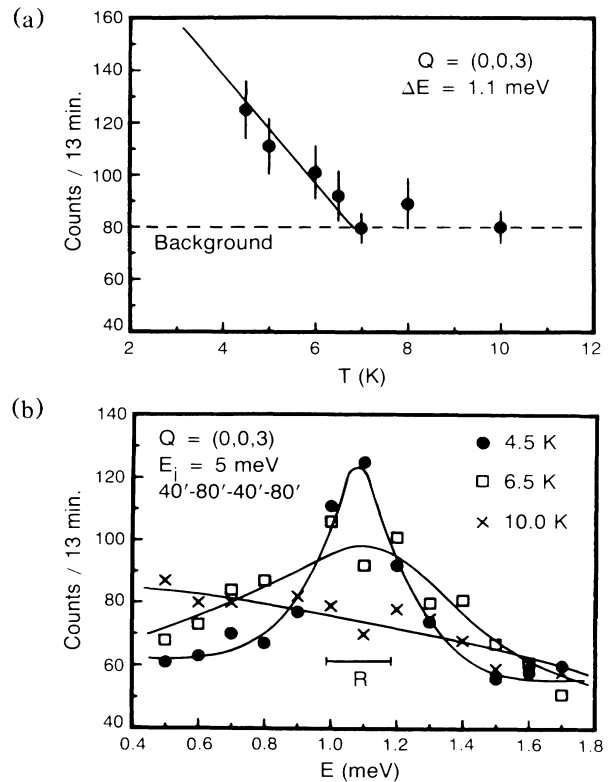 (a)
160
140
120
100
80
60
40
Counts / 13 min.
Q = (0,0,3)
ΔE = 1.1 meV
Background
2 4 6 8 10 12
T (K)
(b)
140
120
100
80
60
40
Counts / 13 min.
Q = (0,0,3)
Ei = 5 meV
40′-80′-40′-80′
4.5 K
6.5 K
10.0 K
R
0.4 0.6 0.8 1.0 1.2 1.4 1.6 1.8
E (meV)